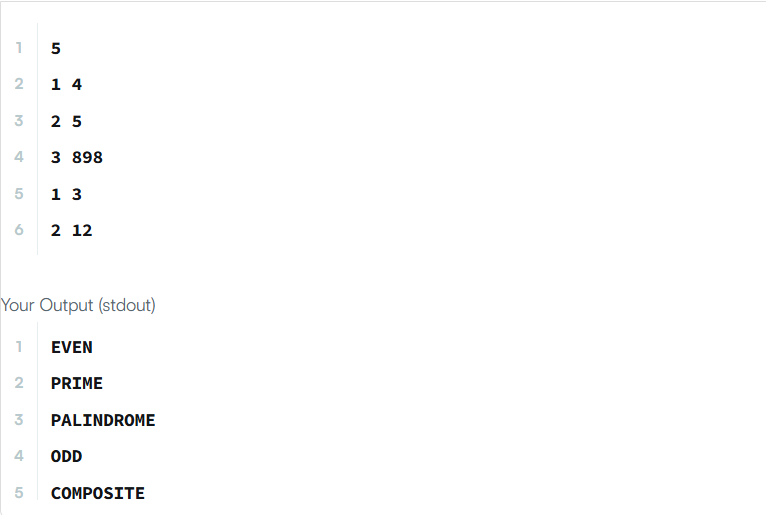 1 5
2 1 4
3 2 5
4 3 898
5 1 3
6 2 12
Your Output (stdout)
1 EVEN
2 PRIME
3 PALINDROME
4 ODD
5 COMPOSITE